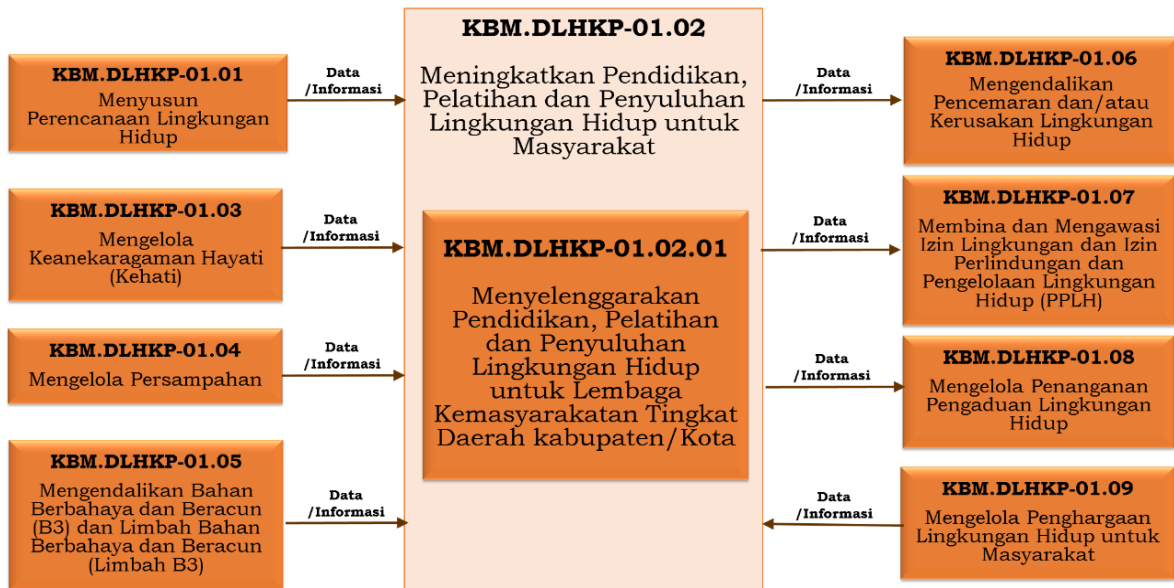 KBM.DLHKP-01.01
Menyusun
Perencanaan Lingkungan
Hidup
Data
/Informasi
KBM.DLHKP-01.03
Mengelola
Keanekaragaman Hayati
(Kehati)
Data
/Informasi
KBM.DLHKP-01.04
Mengelola Persampahan
Data
/Informasi
KBM.DLHKP-01.05
Mengendalikan Bahan
Berbahaya dan Beracun
(B3) dan Limbah Bahan
Berbahaya dan Beracun
(Limbah B3)
Data
/Informasi
KBM.DLHKP-01.02
Meningkatkan Pendidikan,
Pelatihan dan Penyuluhan
Lingkungan Hidup untuk
Masyarakat
KBM.DLHKP-01.02.01
Menyelenggarakan
Pendidikan, Pelatihan
dan Penyuluhan
Lingkungan Hidup
untuk Lembaga
Kemasyarakatan Tingkat
Daerah kabupaten/Kota
Data
/Informasi
KBM.DLHKP-01.06
Mengendalikan
Pencemaran dan/atau
Kerusakan Lingkungan
Hidup
Data
/Informasi
KBM.DLHKP-01.07
Membina dan Mengawasi
Izin Lingkungan dan Izin
Perlindungan dan
Pengelolaan Lingkungan
Hidup (PPLH)
Data
/Informasi
KBM.DLHKP-01.08
Mengelola Penanganan
Pengaduan Lingkungan
Hidup
Data
/Informasi
KBM.DLHKP-01.09
Mengelola Penghargaan
Lingkungan Hidup untuk
Masyarakat